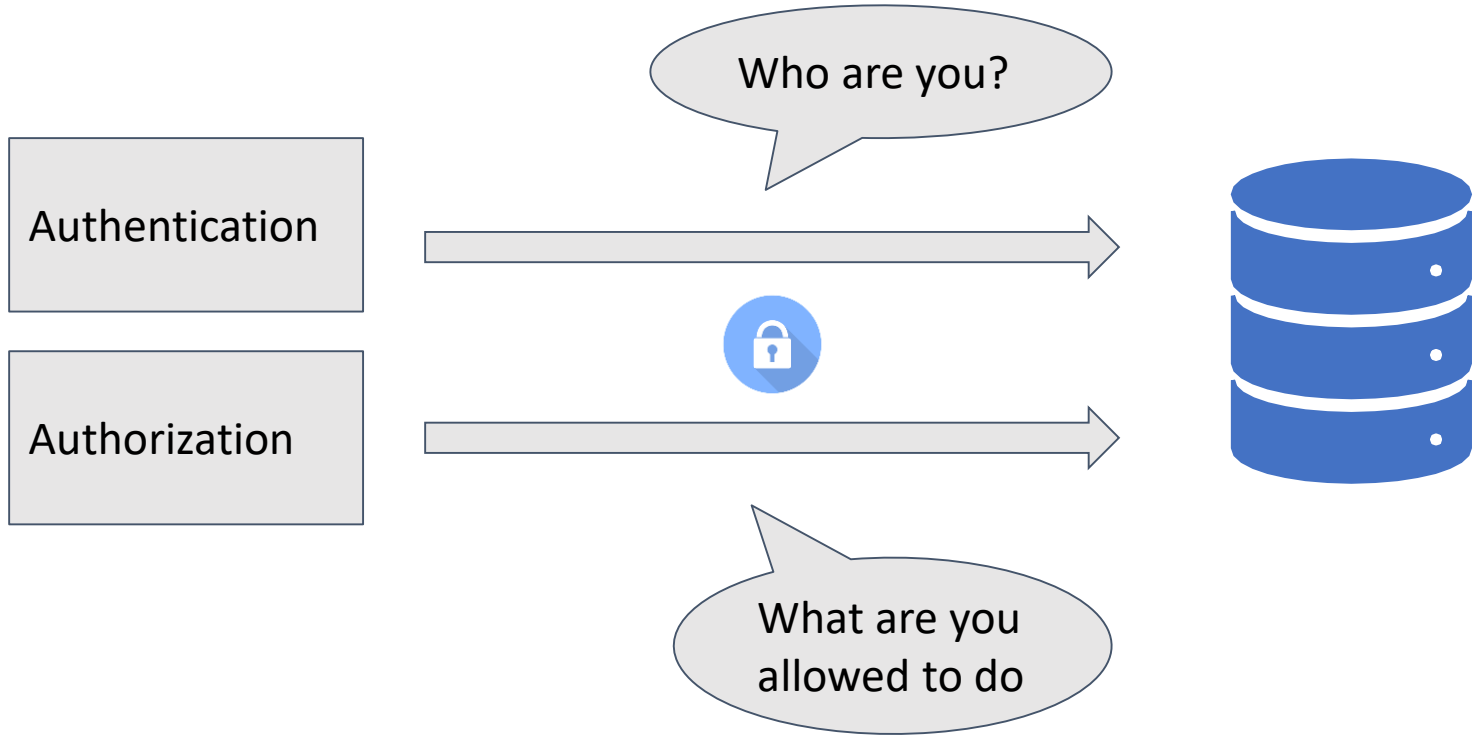 Who are you?
Authentication
Authorization
What are you
allowed to do